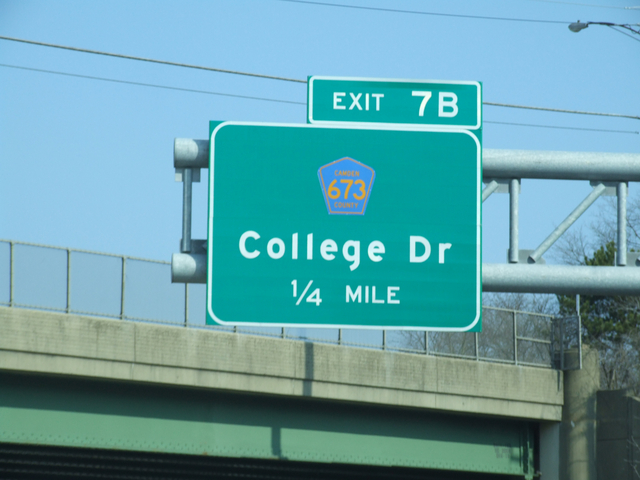 EXIT 7B
CAMDEN
673
COUNTY
College Dr
1/4 MILE